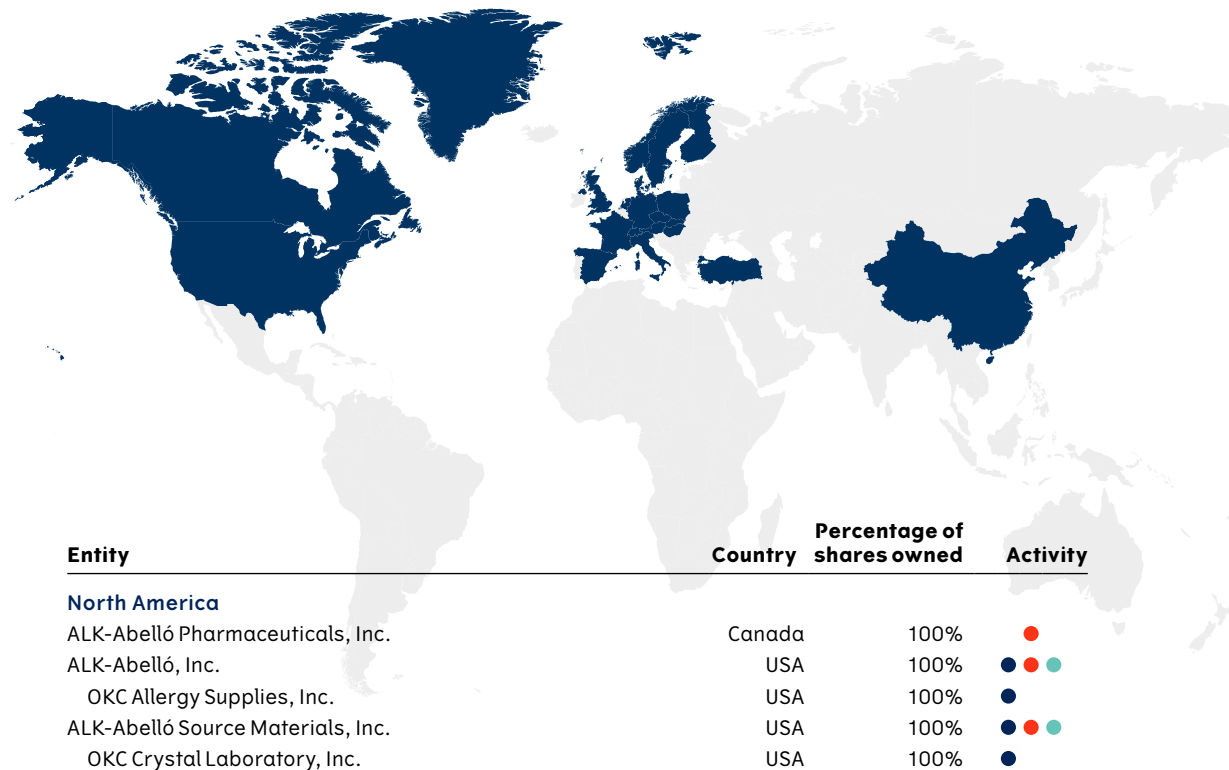 Entity Country Percentage of shares owned Activity
North America
ALK-Abelló Pharmaceuticals, Inc. Canada 100%
ALK-Abelló, Inc. USA 100%
OKC Allergy Supplies, Inc. USA 100%
ALK-Abelló Source Materials, Inc. USA 100%
OKC Crystal Laboratory, Inc. USA 100%